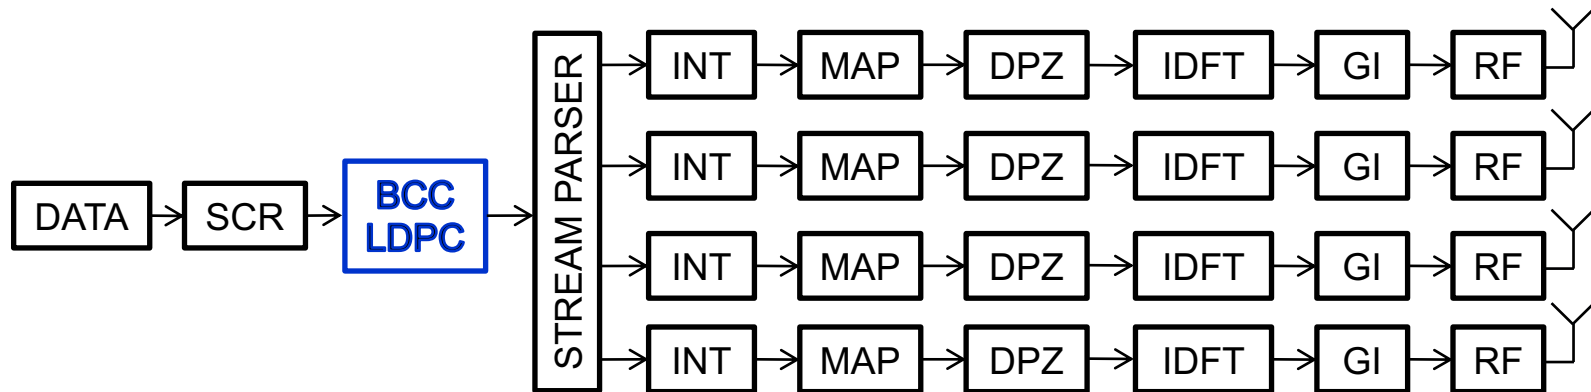 DATA
SCR
BCC
LDPC
STREAM PARSER
INT MAP DPZ IDFT GI RF
INT MAP DPZ IDFT GI RF
INT MAP DPZ IDFT GI RF
INT MAP DPZ IDFT GI RF